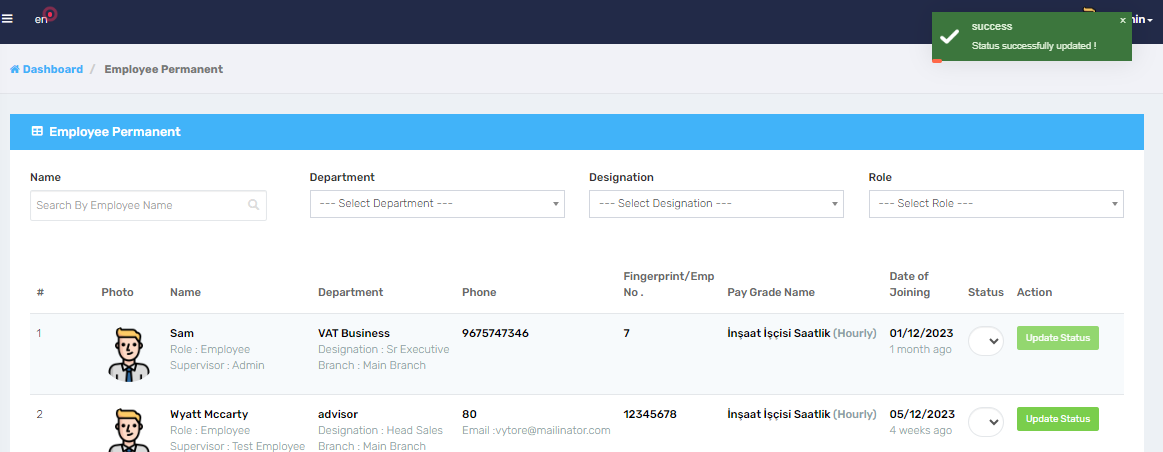 en
success
×
Status successfully updated !
Dashboard / Employee Permanent
Employee Permanent
Name
Department
Designation
Role
Search By Employee Name
--- Select Department ---
--- Select Designation ---
--- Select Role ---
# Photo Name Department Phone Fingerprint/Emp No . Pay Grade Name Date of Joining Status Action
1 Sam VAT Business 9675747346 7 İnşaat İşçisi Saatlik (Hourly) 01/12/2023 Update Status
Role : Employee Designation : Sr Executive 1 month ago
Supervisor : Admin Branch : Main Branch
2 Wyatt Mccarty advisor 80 12345678 İnşaat İşçisi Saatlik (Hourly) 05/12/2023 Update Status
Role : Employee Designation : Head Sales Email :vytore@mailinator.com 4 weeks ago
Supervisor : Test Employee Branch : Main Branch